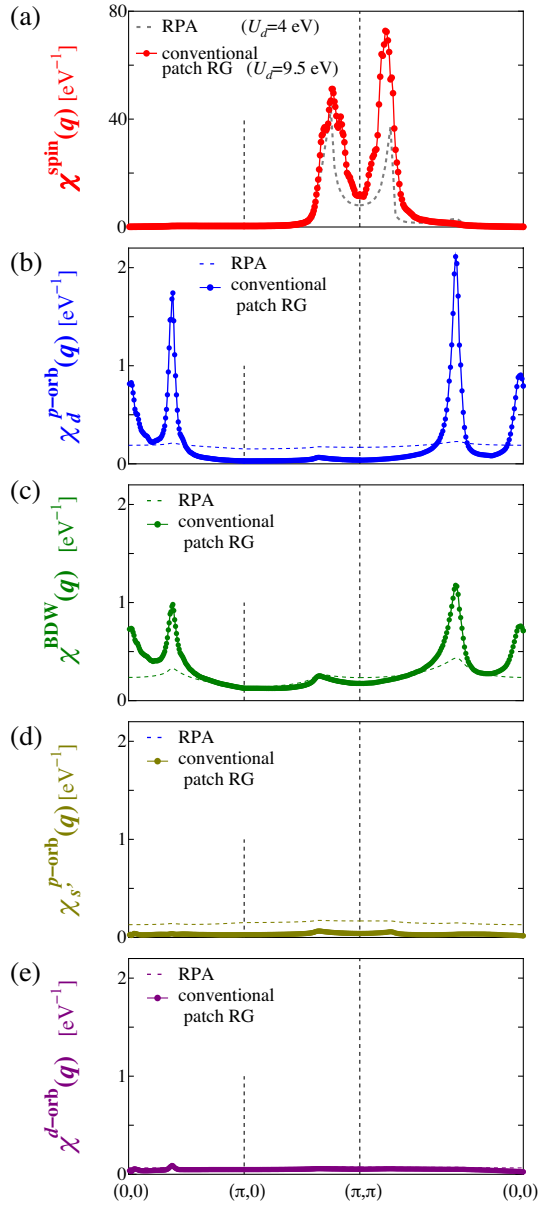 (a)
80
40
0
χ^spin(q) [eV⁻¹]
RPA (U_d=4 eV)
conventional
patch RG (U_d=9.5 eV)
(b)
2
1
0
χ_d^p−orb(q) [eV⁻¹]
RPA
conventional
patch RG
(c)
2
1
0
χ^BDW(q) [eV⁻¹]
RPA
conventional
patch RG
(d)
2
1
0
χ_s'^p−orb(q) [eV⁻¹]
RPA
conventional
patch RG
(e)
2
1
0
χ^d−orb(q) [eV⁻¹]
RPA
conventional
patch RG
(0,0) (π,0) (π,π) (0,0)